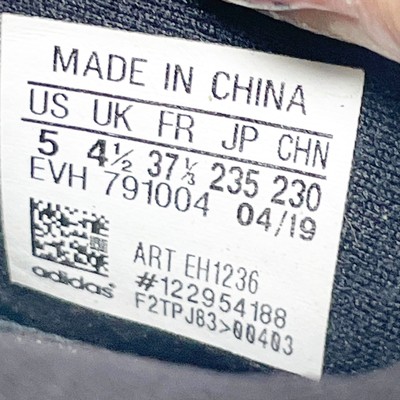 MADE IN CHINA
US UK FR JP CHN
5 4½ 37⅓ 235 230
EVH 791004 04/19
ART EH1236
#122954188
F2TPJ83>00403
adidas